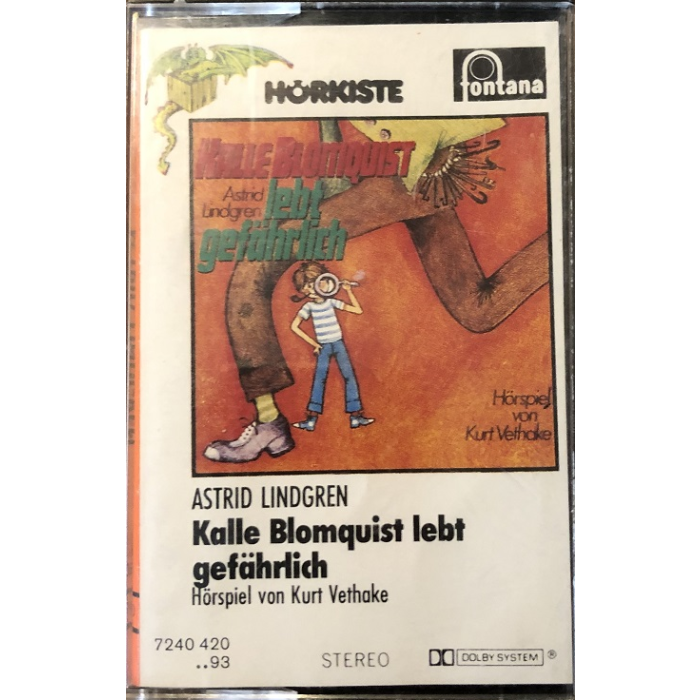 HÖRKISTE
fontana
KALLE BLOMQUIST
Astrid
Lindgren
lebt
gefährlich
Hörspiel
von
Kurt Vethake
ASTRID LINDGREN
Kalle Blomquist lebt
gefährlich
Hörspiel von Kurt Vethake
7240 420
..93
STEREO
DOLBY SYSTEM ®